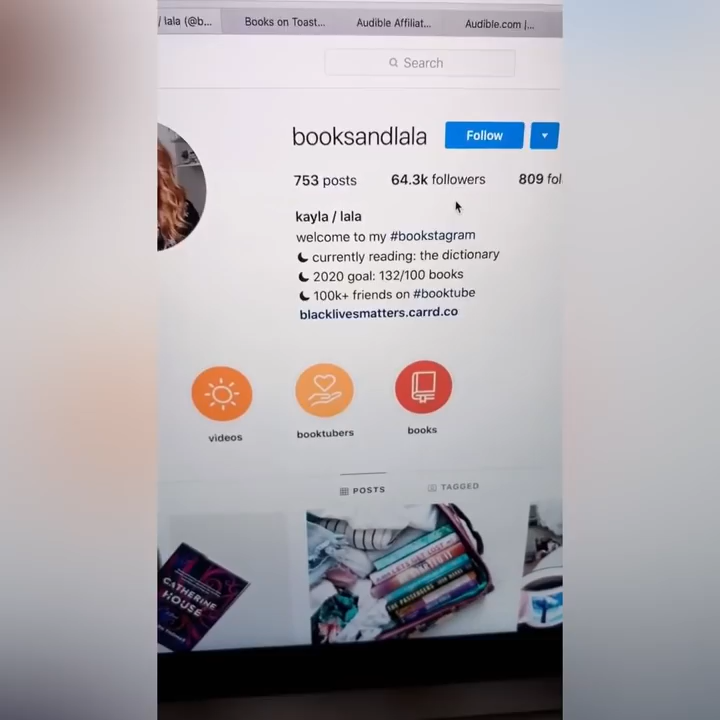 / lala (@b... Books on Toast... Audible Affiliat... Audible.com |...
Search
booksandlala Follow
753 posts 64.3k followers 809 fol
kayla / lala
welcome to my #bookstagram
currently reading: the dictionary
2020 goal: 132/100 books
100k+ friends on #booktube
blacklivesmatters.carrd.co
videos booktubers books
POSTS TAGGED
CATHERINE
HOUSE
THE PASSENGERS